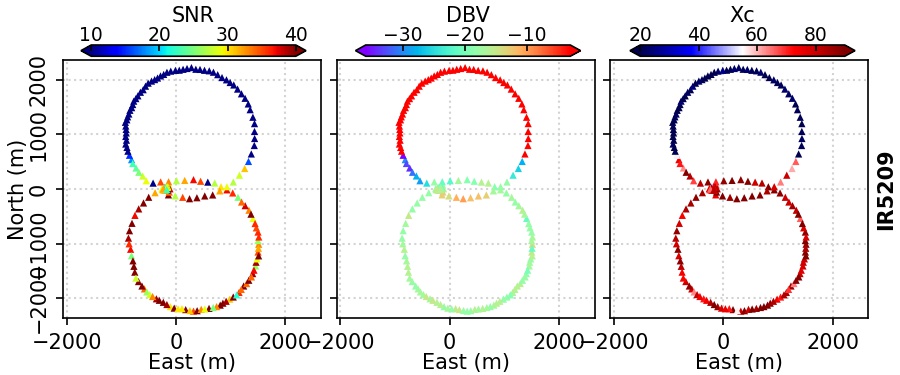 SNR DBV Xc
10 20 30 40 −30 −20 −10 20 40 60 80
2000
1000
0
−1000
−2000
North (m)
IR5209
−2000 0 2000 −2000 0 2000 −2000 0 2000
East (m) East (m) East (m)